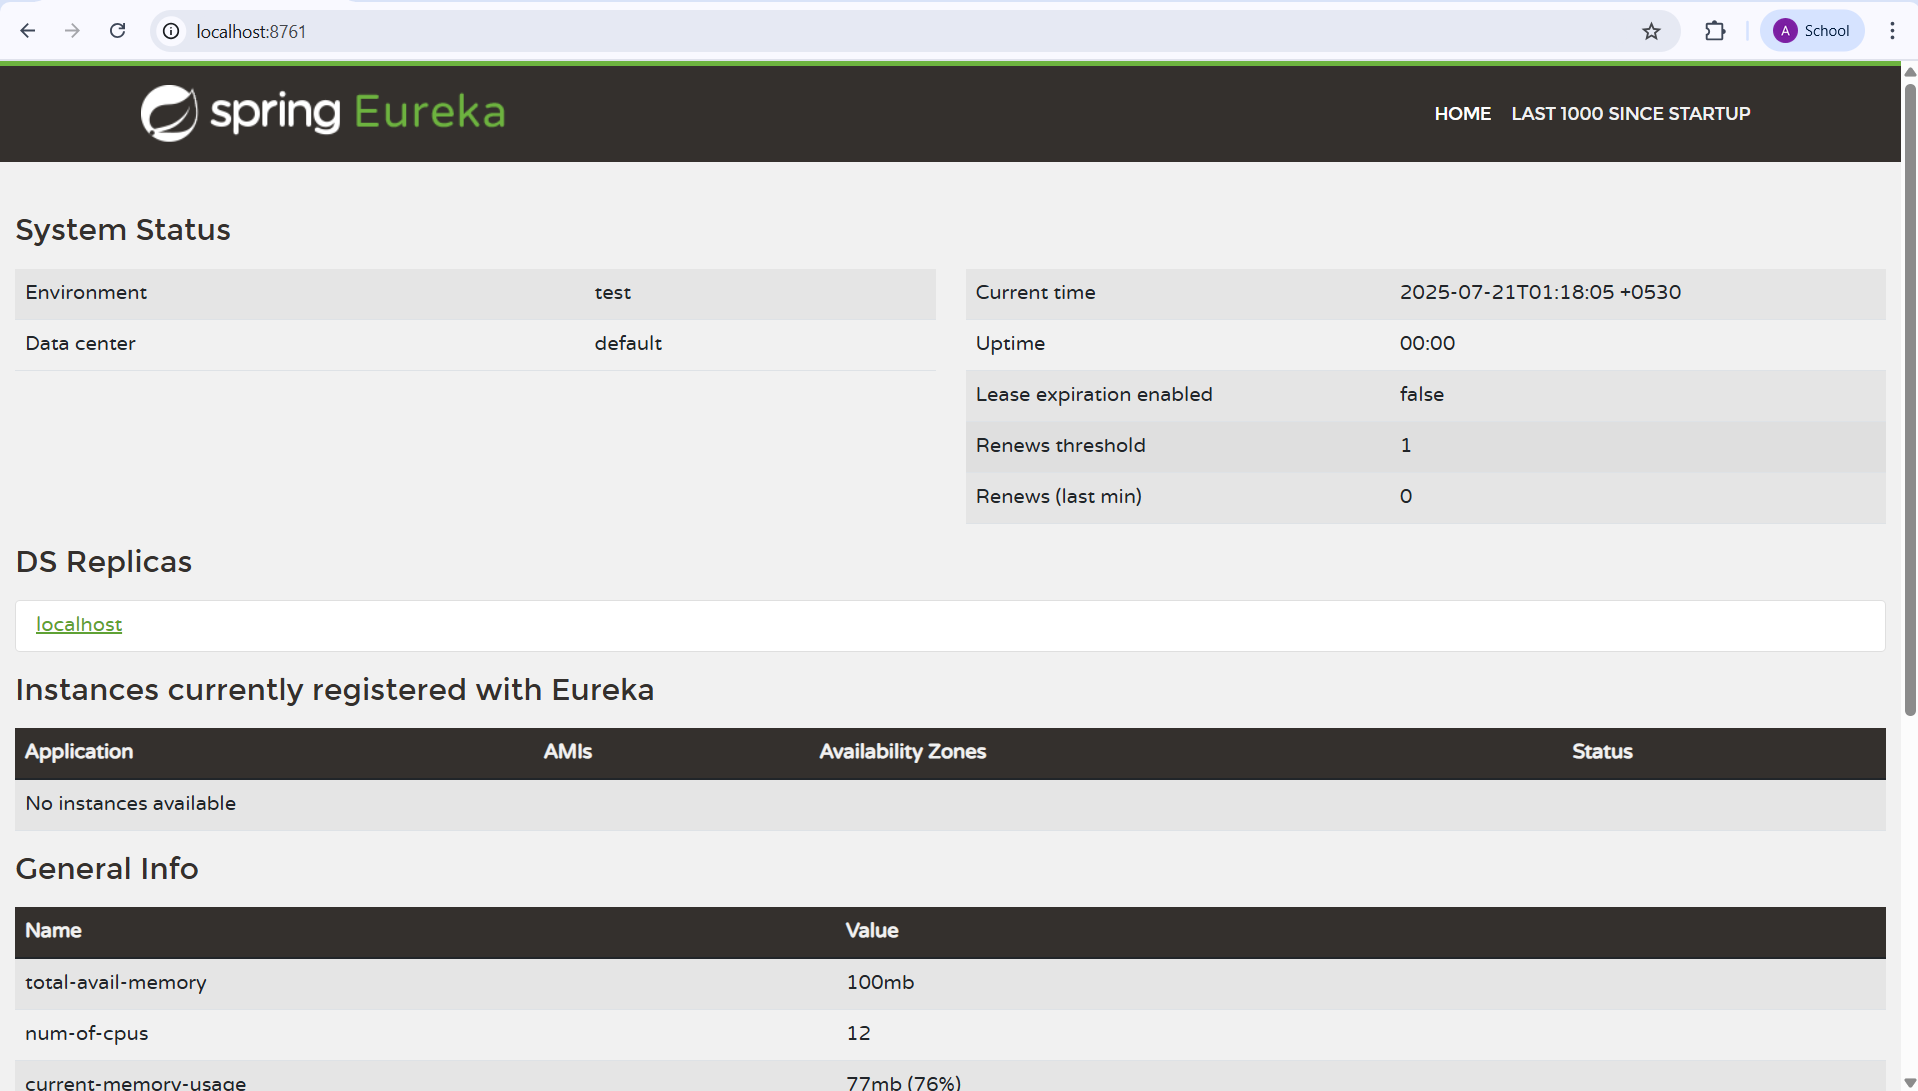 localhost:8761
A School
spring Eureka
HOME LAST 1000 SINCE STARTUP
System Status
Environment test
Data center default
Current time 2025-07-21T01:18:05 +0530
Uptime 00:00
Lease expiration enabled false
Renews threshold 1
Renews (last min) 0
DS Replicas
localhost
Instances currently registered with Eureka
Application AMIs Availability Zones Status
No instances available
General Info
Name Value
total-avail-memory 100mb
num-of-cpus 12
current-memory-usage 77mb (76%)